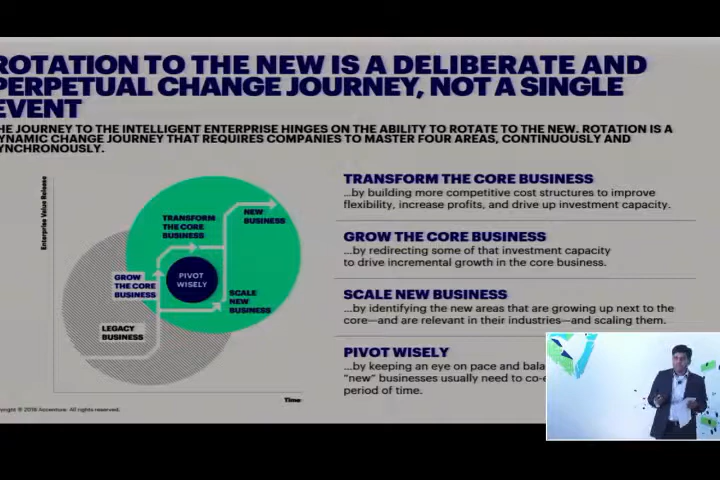 ROTATION TO THE NEW IS A DELIBERATE AND
PERPETUAL CHANGE JOURNEY, NOT A SINGLE
EVENT
HE JOURNEY TO THE INTELLIGENT ENTERPRISE HINGES ON THE ABILITY TO ROTATE TO THE NEW. ROTATION IS A
YNAMIC CHANGE JOURNEY THAT REQUIRES COMPANIES TO MASTER FOUR AREAS, CONTINUOUSLY AND
YNCHRONOUSLY.
Enterprise Value Release
TRANSFORM
THE CORE
BUSINESS
NEW
BUSINESS
GROW
THE CORE
BUSINESS
PIVOT
WISELY
SCALE
NEW
BUSINESS
LEGACY
BUSINESS
Time
TRANSFORM THE CORE BUSINESS
...by building more competitive cost structures to improve
flexibility, increase profits, and drive up investment capacity.
GROW THE CORE BUSINESS
...by redirecting some of that investment capacity
to drive incremental growth in the core business.
SCALE NEW BUSINESS
...by identifying the new areas that are growing up next to the
core—and are relevant in their industries—and scaling them.
PIVOT WISELY
...by keeping an eye on pace and bala
"new" businesses usually need to co-e
period of time.
pyright © 2018 Accenture. All rights reserved.